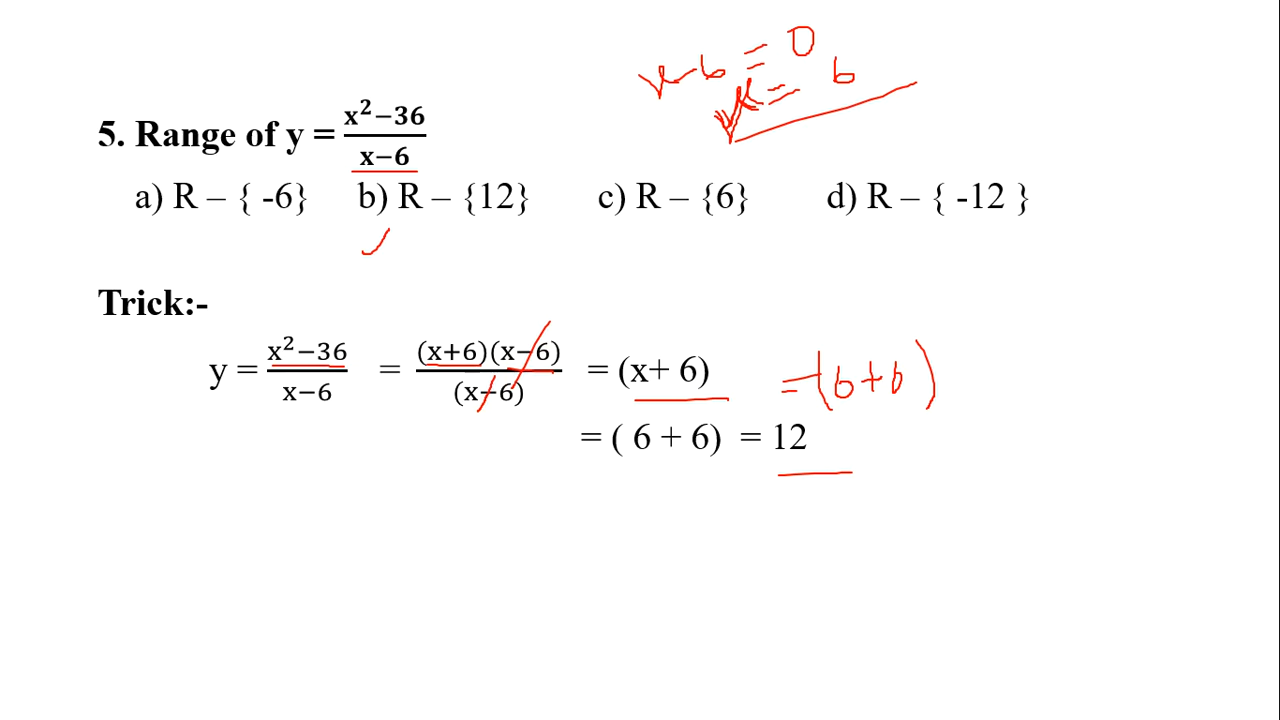 x-6 = 0
x = 6
5. Range of y = x²−36 / x−6
a) R – { -6} b) R – {12} c) R – {6} d) R – { -12 }
Trick:-
y = x²−36 / x−6 = (x+6)(x−6) / (x−6) = (x+ 6) = (6+6)
= ( 6 + 6) = 12